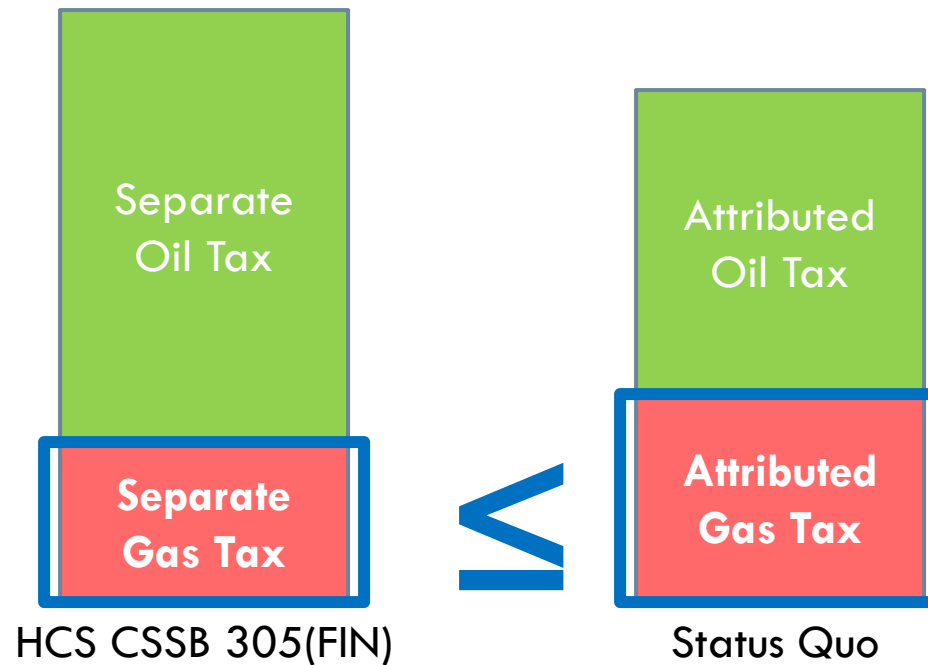 Separate
Oil Tax
Attributed
Oil Tax
Separate
Gas Tax
≤
Attributed
Gas Tax
HCS CSSB 305(FIN)
Status Quo